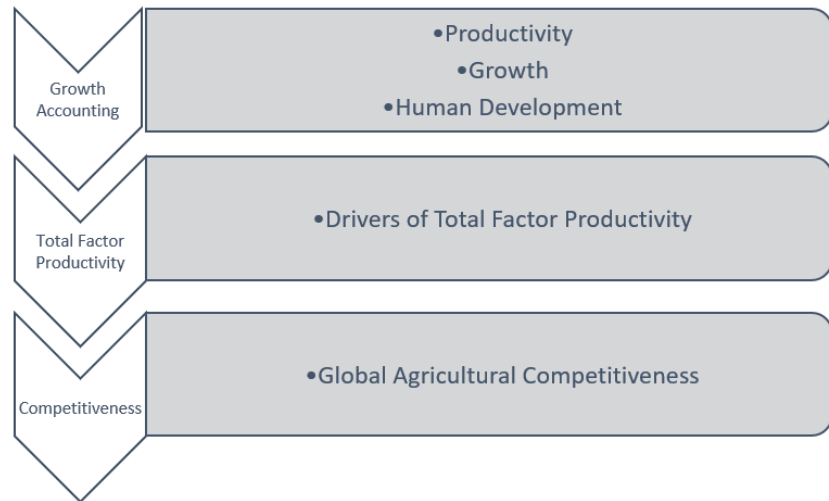 Growth
Accounting
•Productivity
•Growth
•Human Development
Total Factor
Productivity
•Drivers of Total Factor Productivity
Competitiveness
•Global Agricultural Competitiveness